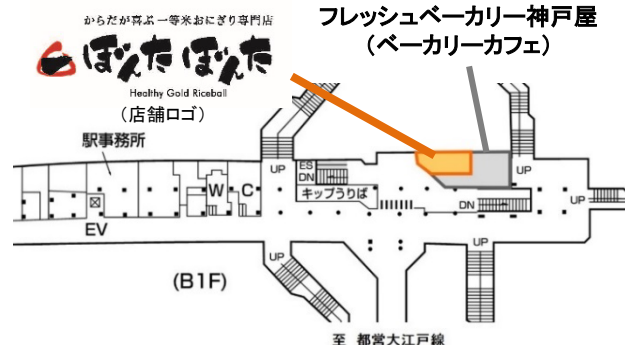 からだが喜ぶ一等米おにぎり専門店
ぼんたぼんた
Healthy Gold Riceball
(店舗ロゴ)
フレッシュベーカリー神戸屋
(ベーカリーカフェ)
駅事務所
UP
ES
DN
UP
W
C
キップうりば
DN
UP
EV
UP
UP
(B1F)
至 都営大江戸線